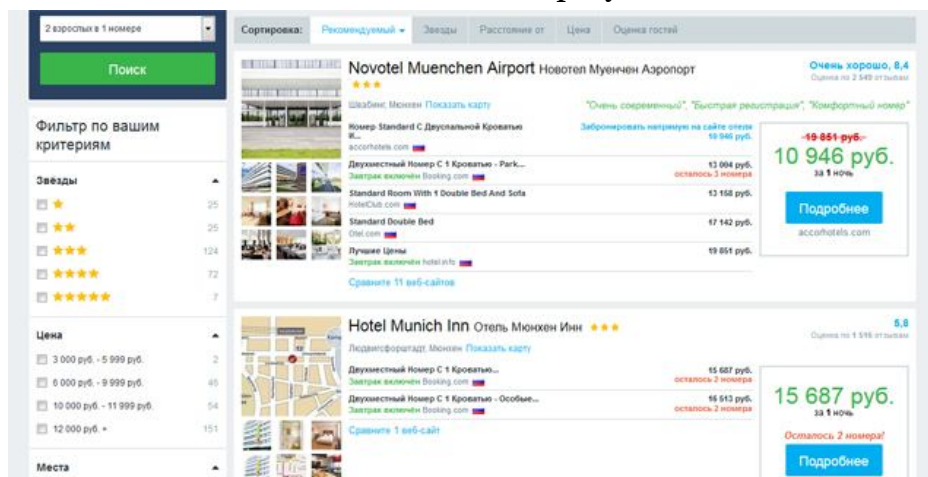 2 взрослых в 1 номере
Поиск
Фильтр по вашим
критериям
Звёзды
25
25
124
72
7
Цена
3 000 руб. - 5 999 руб. 2
6 000 руб. - 9 999 руб. 45
10 000 руб. - 11 999 руб. 54
12 000 руб. + 151
Места
Сортировка: Рекомендуемый Звезды Расстояние от Цена Оценка гостей
Novotel Muenchen Airport Новотел Муенчен Аэропорт
Очень хорошо, 8,4
Оценка по 2 549 отзывам
Швабинг, Мюнхен Показать карту
"Очень современный", "Быстрая регистрация", "Комфортный номер"
Номер Standard С Двуспальной Кроватью
И...
accorhotels.com
Забронировать напрямую на сайте отеля
10 946 руб.
Двухместный Номер С 1 Кроватью - Park... 13 004 руб.
Завтрак включён Booking.com осталось 3 номера
Standard Room With 1 Double Bed And Sofa 13 158 руб.
HotelClub.com
Standard Double Bed 17 142 руб.
Otel.com
Лучшие Цены 19 851 руб.
Завтрак включён hotel.info
Сравните 11 веб-сайтов
19 851 руб.
10 946 руб.
за 1 ночь
Подробнее
accorhotels.com
Hotel Munich Inn Отель Мюнхен Инн
5,8
Оценка по 1 516 отзывам
Людвигсфорштадт, Мюнхен Показать карту
Двухместный Номер С 1 Кроватью... 15 687 руб.
Завтрак включён Booking.com осталось 2 номера
Двухместный Номер С 1 Кроватью - Особые... 16 513 руб.
Завтрак включён Booking.com осталось 2 номера
Сравните 1 веб-сайт
15 687 руб.
за 1 ночь
Осталось 2 номера!
Подробнее